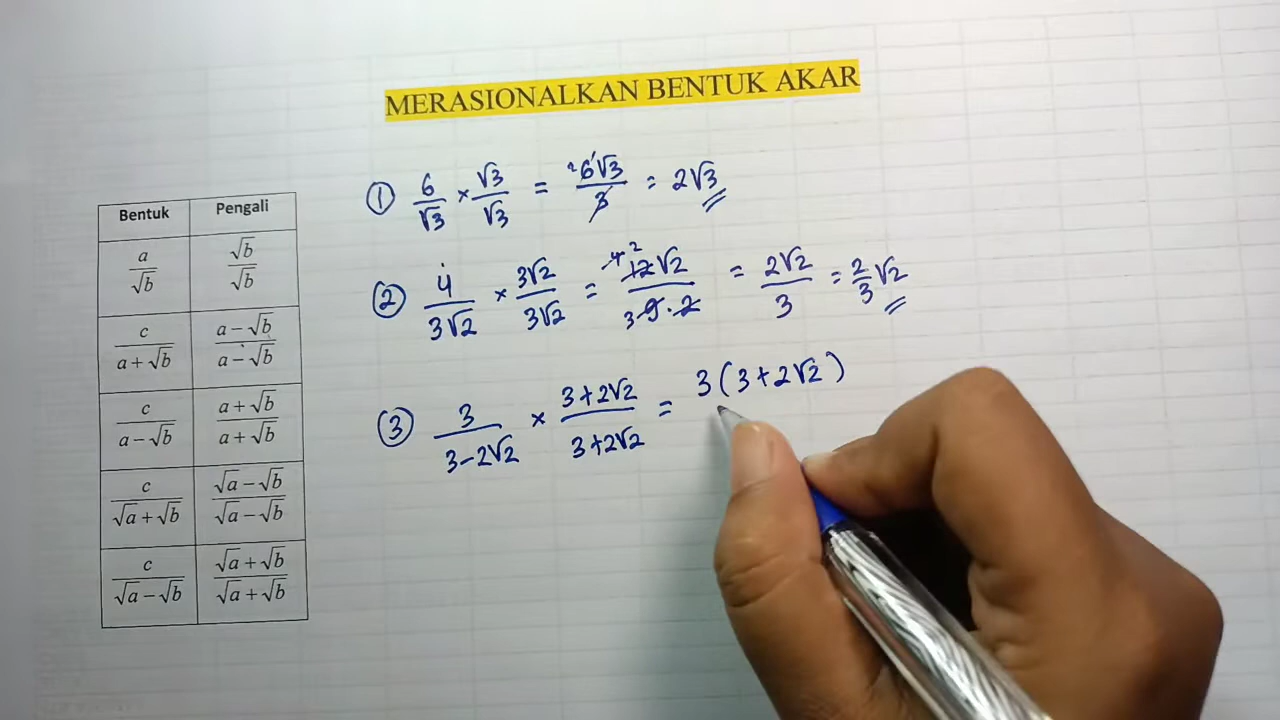 MERASIONALKAN BENTUK AKAR
Bentuk Pengali
a/√b √b/√b
c/(a+√b) (a−√b)/(a−√b)
c/(a−√b) (a+√b)/(a+√b)
c/(√a+√b) (√a−√b)/(√a−√b)
c/(√a−√b) (√a+√b)/(√a+√b)
① 6/√3 × √3/√3 = 6√3/3 = 2√3
② 4/3√2 × 3√2/3√2 = 12√2/9·2 = 2√2/3 = 2/3 √2
③ 3/(3−2√2) × (3+2√2)/(3+2√2) = 3(3+2√2)